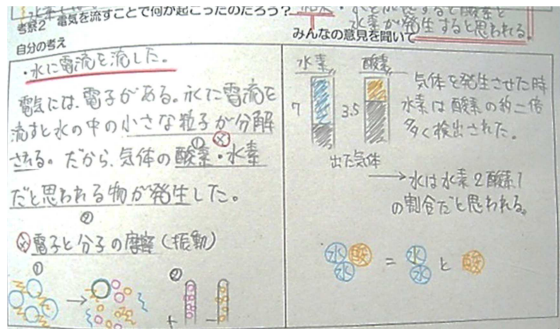 考察2 電気を流すことで何が起こったのだろう?
自分の考え
・水に電流を流した。
電気には、電子がある。水に電流を
流すと水の中の小さな粒子が分解
される。だから、気体の酸素・水素
だと思われる物が発生した。
① ×
②
× 電子と分子の摩擦(振動)
① →
② + -
水素が発生すると思われる。
みんなの意見を聞いて
水素 酸素
7 3.5
出た気体
気体を発生させた時
水素は酸素の約二倍
多く検出された。
→水は水素2酸素1
の割合だと思われる。
水 酸 水 = 水 水 と 酸